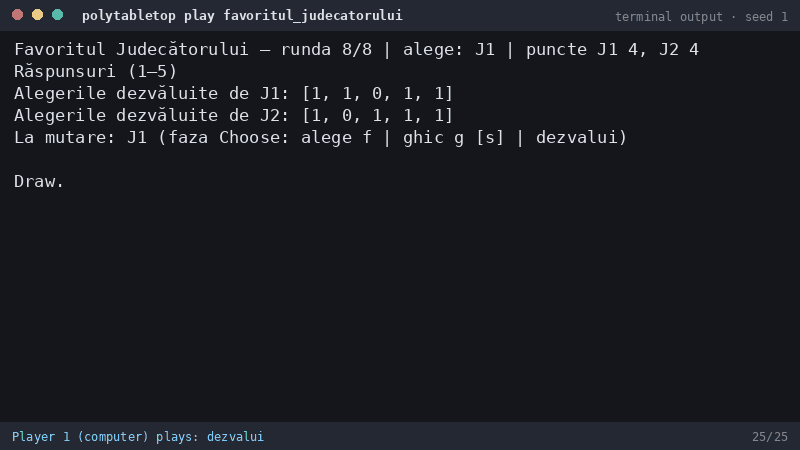 polytabletop play favoritul_judecatorului
terminal output · seed 1
Favoritul Judecătorului — runda 8/8 | alege: J1 | puncte J1 4, J2 4
Răspunsuri (1–5)
Alegerile dezvăluite de J1: [1, 1, 0, 1, 1]
Alegerile dezvăluite de J2: [1, 0, 1, 1, 1]
La mutare: J1 (faza Choose: alege f | ghic g [s] | dezvalui)
Draw.
Player 1 (computer) plays: dezvalui
25/25